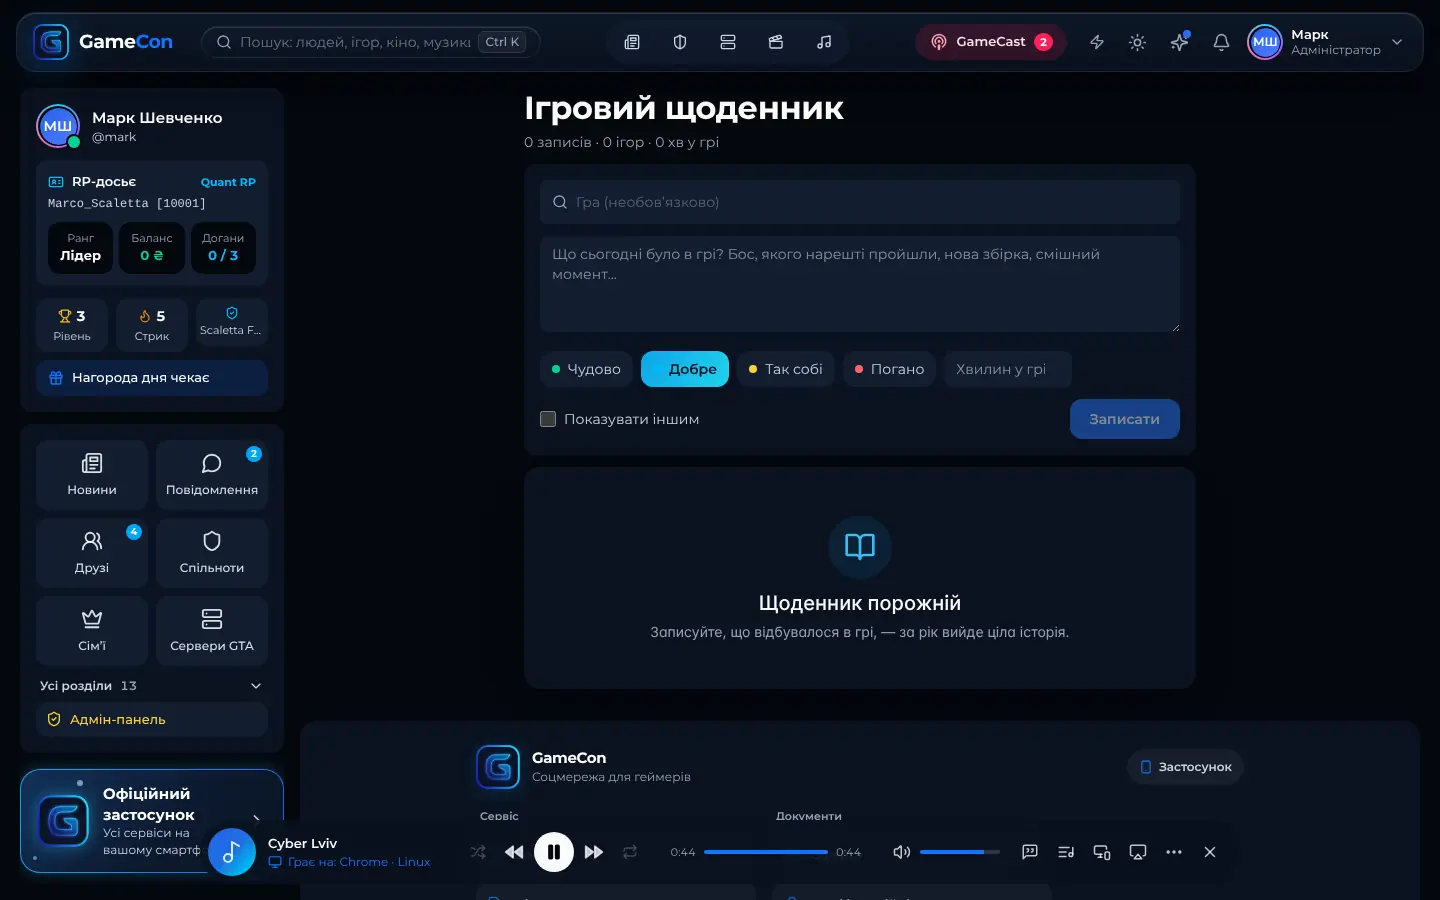 GameCon
Пошук: людей, ігор, кіно, музики
Ctrl K
GameCast 2
МШ
Марк
Адміністратор
МШ
Марк Шевченко
@mark
RP-досьє
Quant RP
Marco_Scaletta [10001]
Ранг
Лідер
Баланс
0 ₴
Догани
0 / 3
3
Рівень
5
Стрик
Scaletta F...
Нагорода дня чекає
Новини
2
Повідомлення
4
Друзі
Спільноти
Сім'ї
Сервери GTA
Усі розділи 13
Адмін-панель
Офіційний
застосунок
Усі сервіси на
вашому смартф
Ігровий щоденник
0 записів · 0 ігор · 0 хв у грі
Гра (необов'язково)
Що сьогодні було в грі? Бос, якого нарешті пройшли, нова збірка, смішний
момент...
Чудово
Добре
Так собі
Погано
Хвилин у грі
Показувати іншим
Записати
Щоденник порожній
Записуйте, що відбувалося в грі, — за рік вийде ціла історія.
GameCon
Соцмережа для геймерів
Застосунок
Сервіс
Документи
Cyber Lviv
Грає на: Chrome · Linux
0:44
0:44